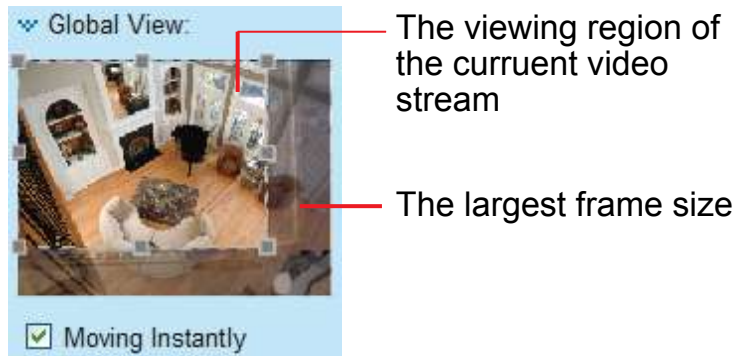 Global View:
The viewing region of
the curruent video
stream
The largest frame size
Moving Instantly